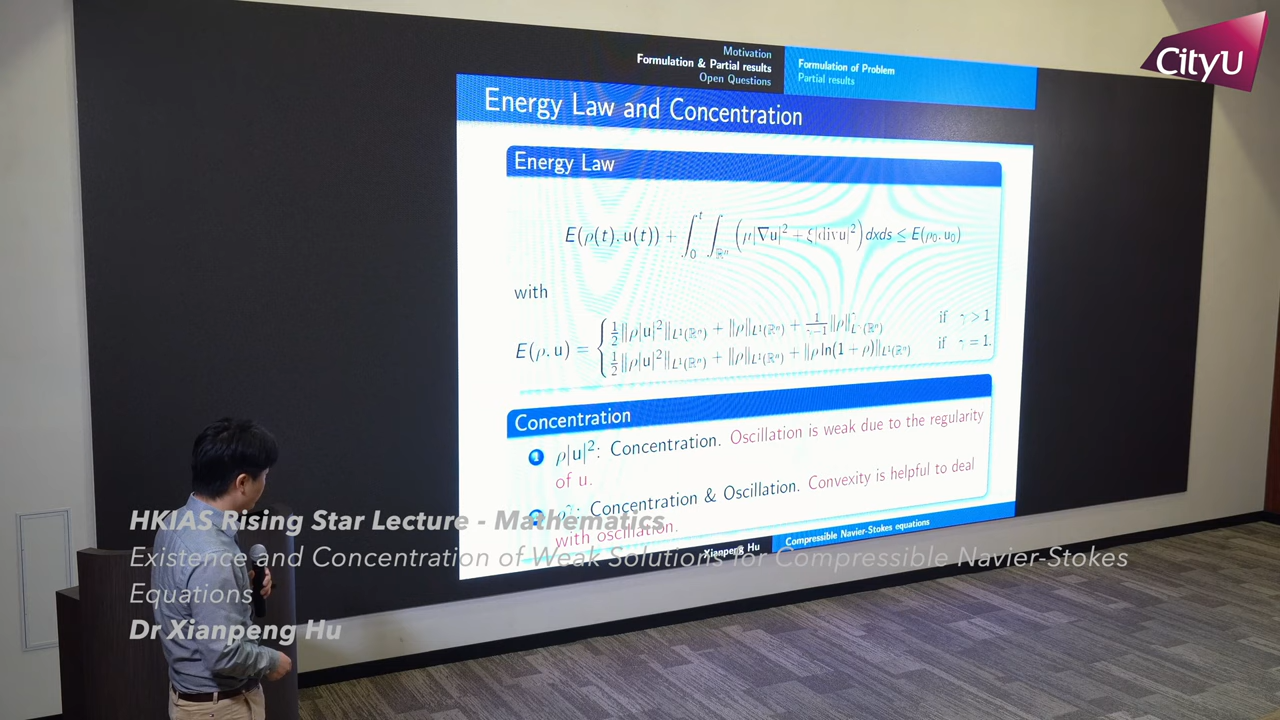 CityU
Motivation
Formulation & Partial results
Open Questions
Formulation of Problem
Partial results
Energy Law and Concentration
Energy Law
E(ρ(t), u(t)) + ∫₀ᵗ ∫_ℝⁿ (μ|∇u|² + ξ|divu|²) dxds ≤ E(ρ₀, u₀)
with
E(ρ, u) = { ½‖ρ|u|²‖_{L¹(ℝⁿ)} + ‖ρ‖_{L¹(ℝⁿ)} + 1/(γ−1) ‖ρ‖^γ_{L^γ(ℝⁿ)} if γ > 1
½‖ρ|u|²‖_{L¹(ℝⁿ)} + ‖ρ‖_{L¹(ℝⁿ)} + ‖ρ ln(1 + ρ)‖_{L¹(ℝⁿ)} if γ = 1.
Concentration
1 ρ|u|²: Concentration. Oscillation is weak due to the regularity
of u.
2 ρ^γ: Concentration & Oscillation. Convexity is helpful to deal
with oscillation.
Xianpeng Hu
Compressible Navier-Stokes equations
HKIAS Rising Star Lecture - Mathematics
Existence and Concentration of Weak Solutions for Compressible Navier-Stokes
Equations
Dr Xianpeng Hu